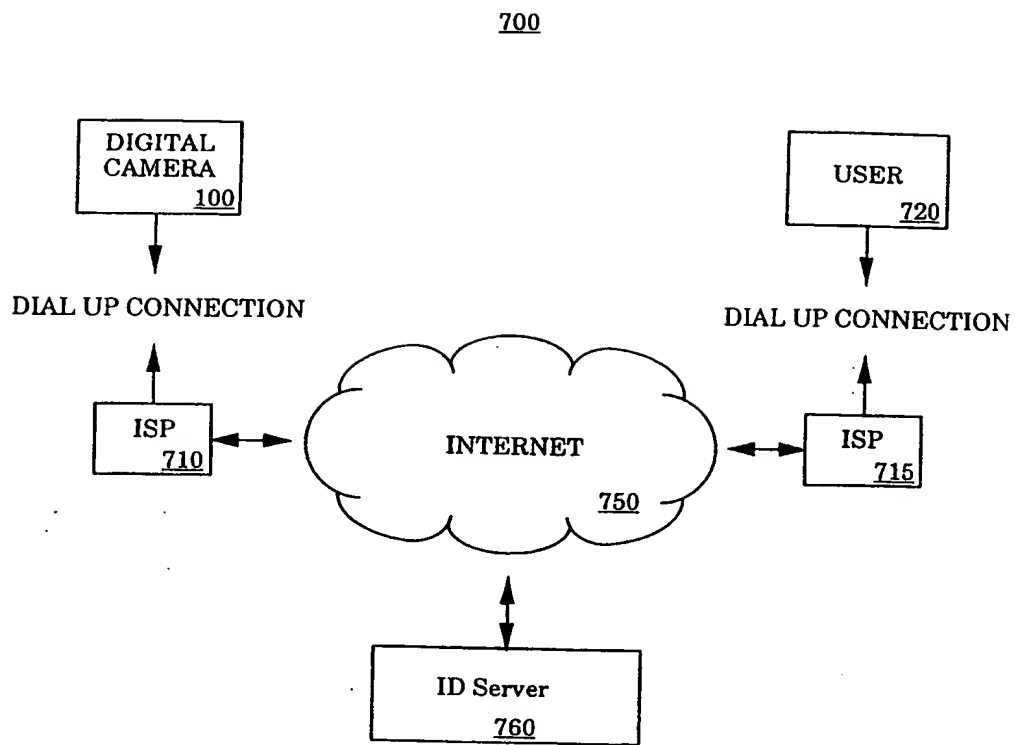 700
DIGITAL
CAMERA
100
USER
720
DIAL UP CONNECTION
DIAL UP CONNECTION
ISP
710
INTERNET
750
ISP
715
ID Server
760